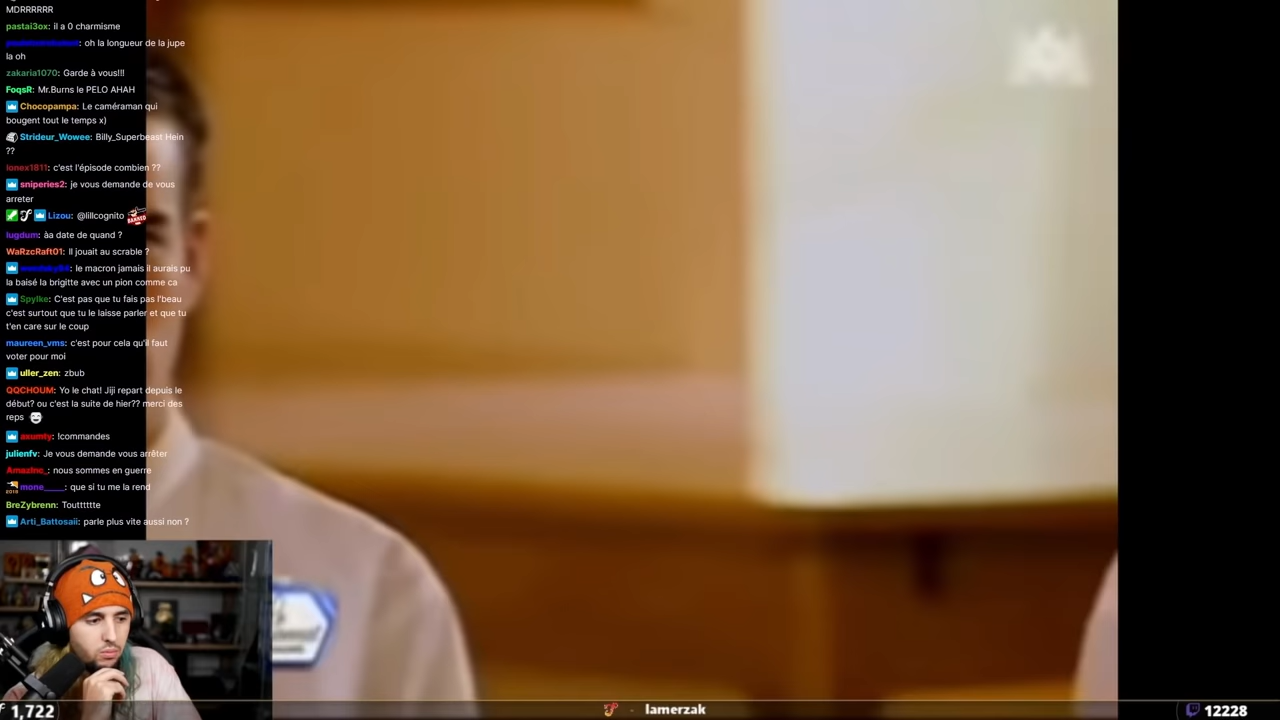 MDRRRRRR
pastai3ox: il a 0 charmisme
: oh la longueur de la jupe
la oh
zakaria1070: Garde à vous!!!
FoqsR: Mr.Burns le PELO AHAH
Chocopampa: Le caméraman qui
bougent tout le temps x)
Strideur_Wowee: Billy_Superbeast Hein
??
lonex1811: c'est l'épisode combien ??
sniperies2: je vous demande de vous
arreter
Lizou: @lillcognito
lugdum: àa date de quand ?
WaRzcRaft01: Il jouait au scrable ?
: le macron jamais il aurais pu
la baisé la brigitte avec un pion comme ca
Spylke: C'est pas que tu fais pas l'beau
c'est surtout que tu le laisse parler et que tu
t'en care sur le coup
maureen_vms: c'est pour cela qu'il faut
voter pour moi
uller_zen: zbub
QQCHOUM: Yo le chat! Jiji repart depuis le
début? ou c'est la suite de hier?? merci des
reps
axumty: !commandes
julienfv: Je vous demande vous arrêter
AmazInc_: nous sommes en guerre
mone_____: que si tu me la rend
BreZybrenn: Toutttttte
Arti_Battosaii: parle plus vite aussi non ?
1,722
- lamerzak
12228